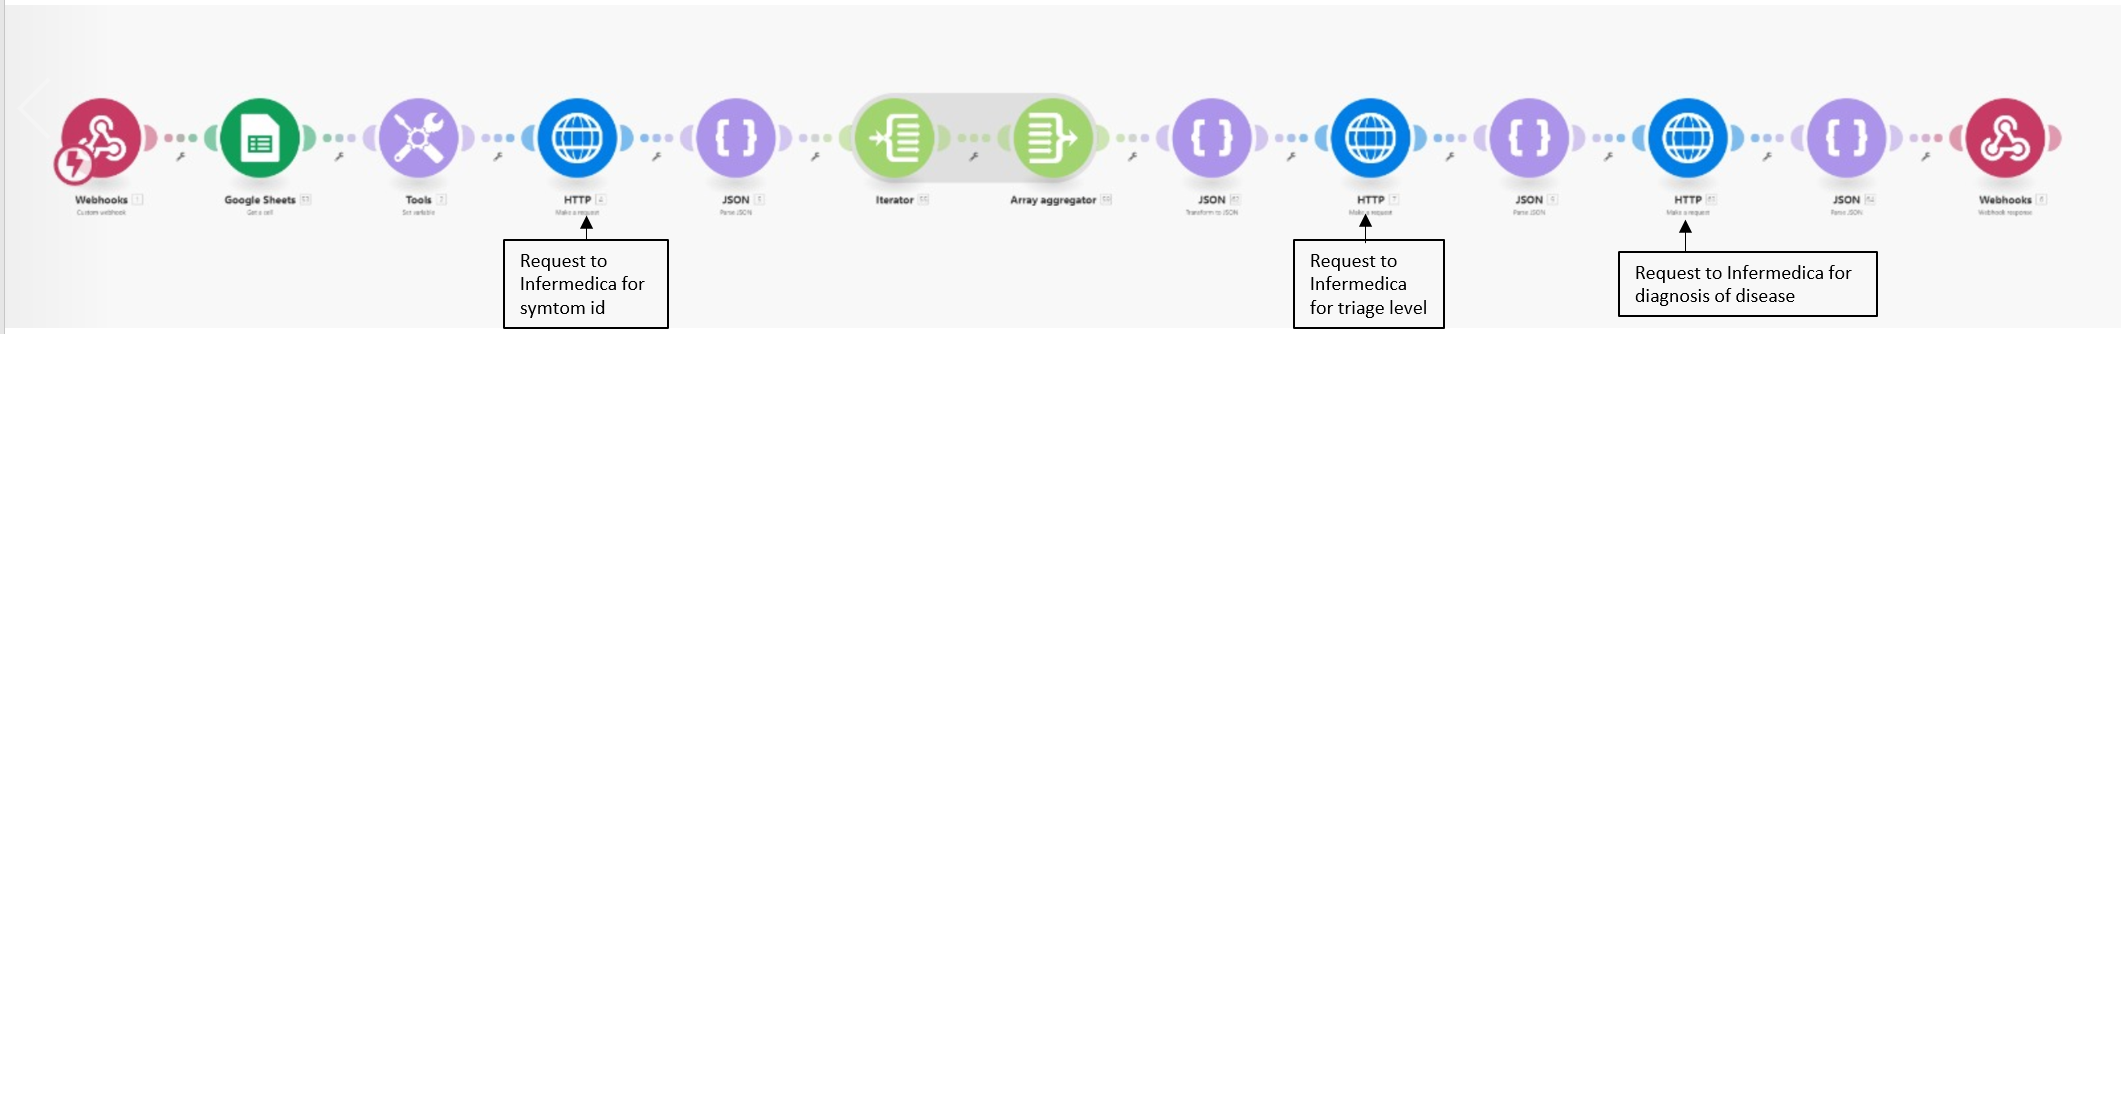 Webhooks 1
Custom webhook
Google Sheets
Get a cell
Tools
Set variable
HTTP 4
Make a request
JSON
Parse JSON
Iterator
Array aggregator
JSON
Transform to JSON
HTTP 7
Make a request
JSON
Parse JSON
HTTP
Make a request
JSON
Parse JSON
Webhooks
Webhook response
Request to
Infermedica for
symtom id
Request to
Infermedica
for triage level
Request to Infermedica for
diagnosis of disease